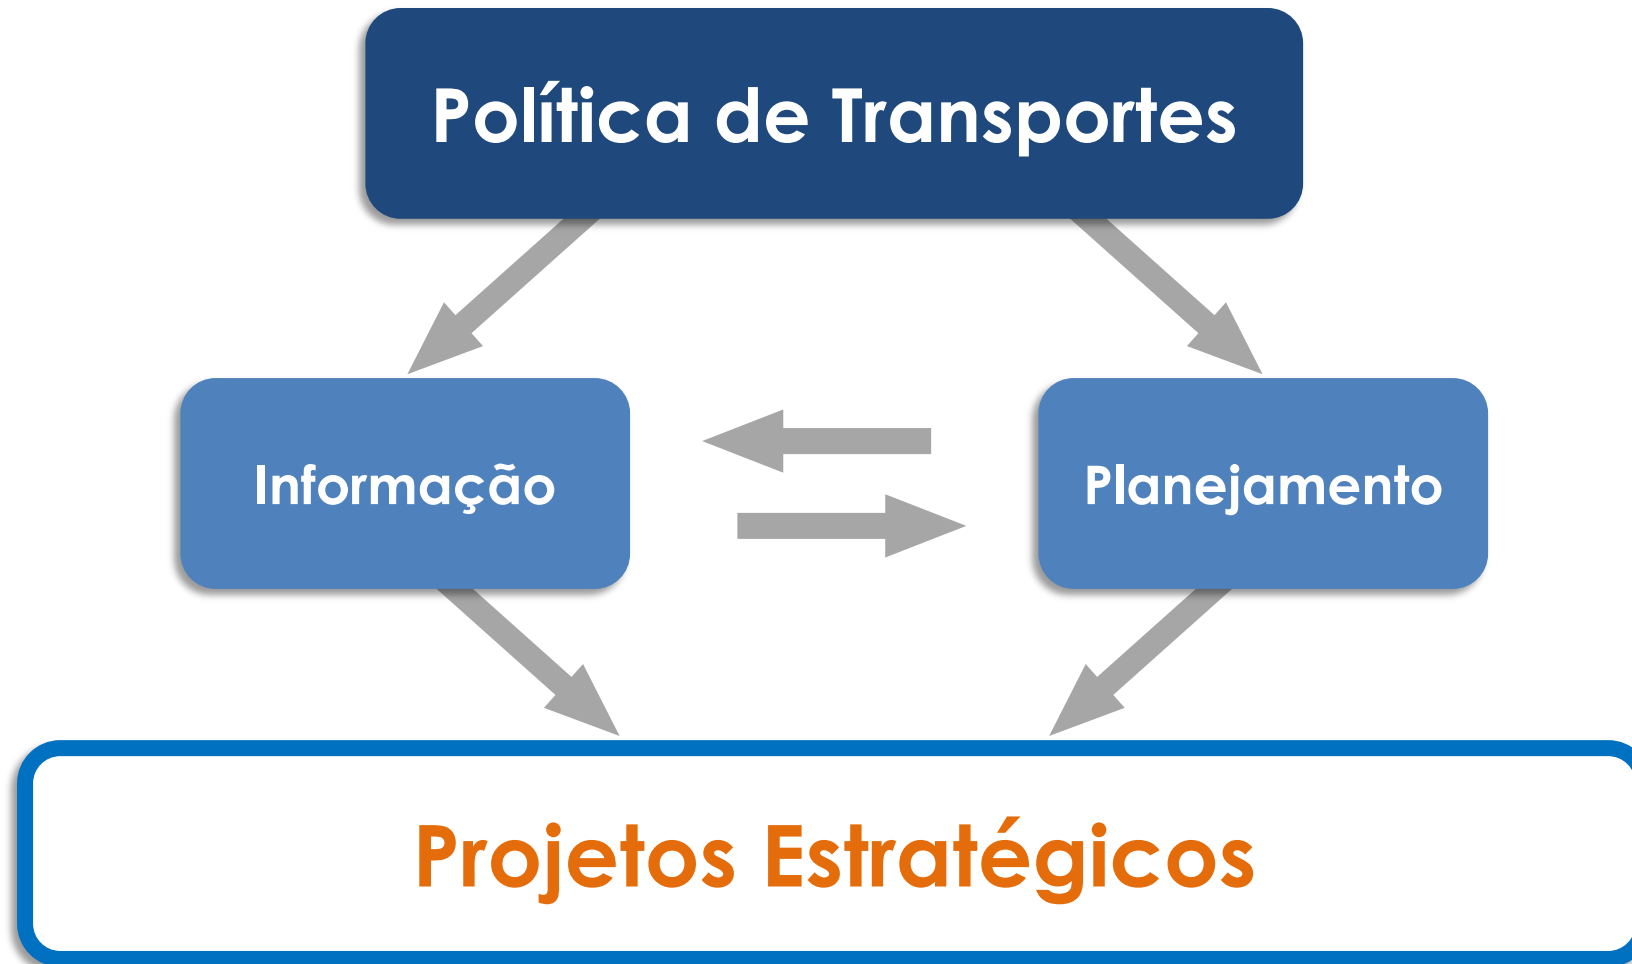 Política de Transportes
Informação
Planejamento
Projetos Estratégicos